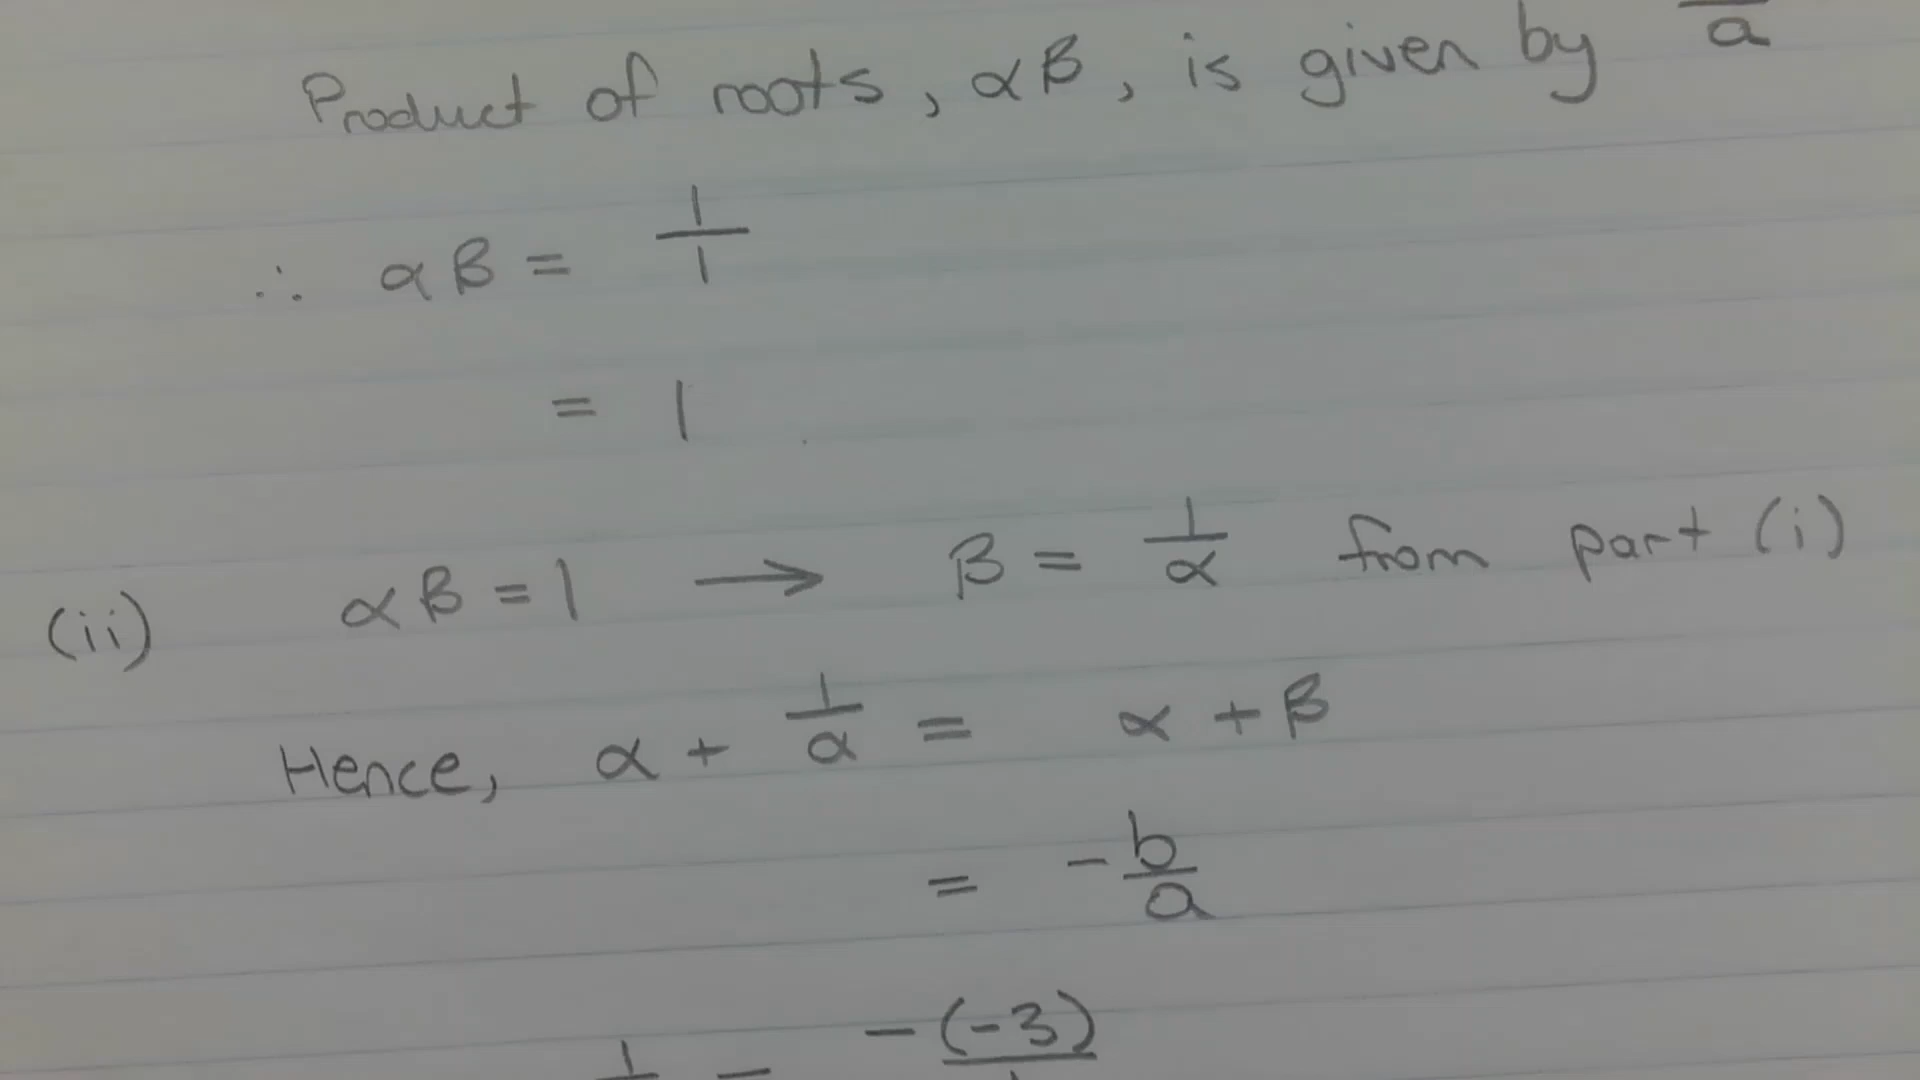 Product of roots, αβ, is given by /a
∴ αβ = 1/1
= 1
(ii) αβ = 1 → β = 1/α from part (i)
Hence, α + 1/α = α + β
= -b/a
1/ = -(-3)/